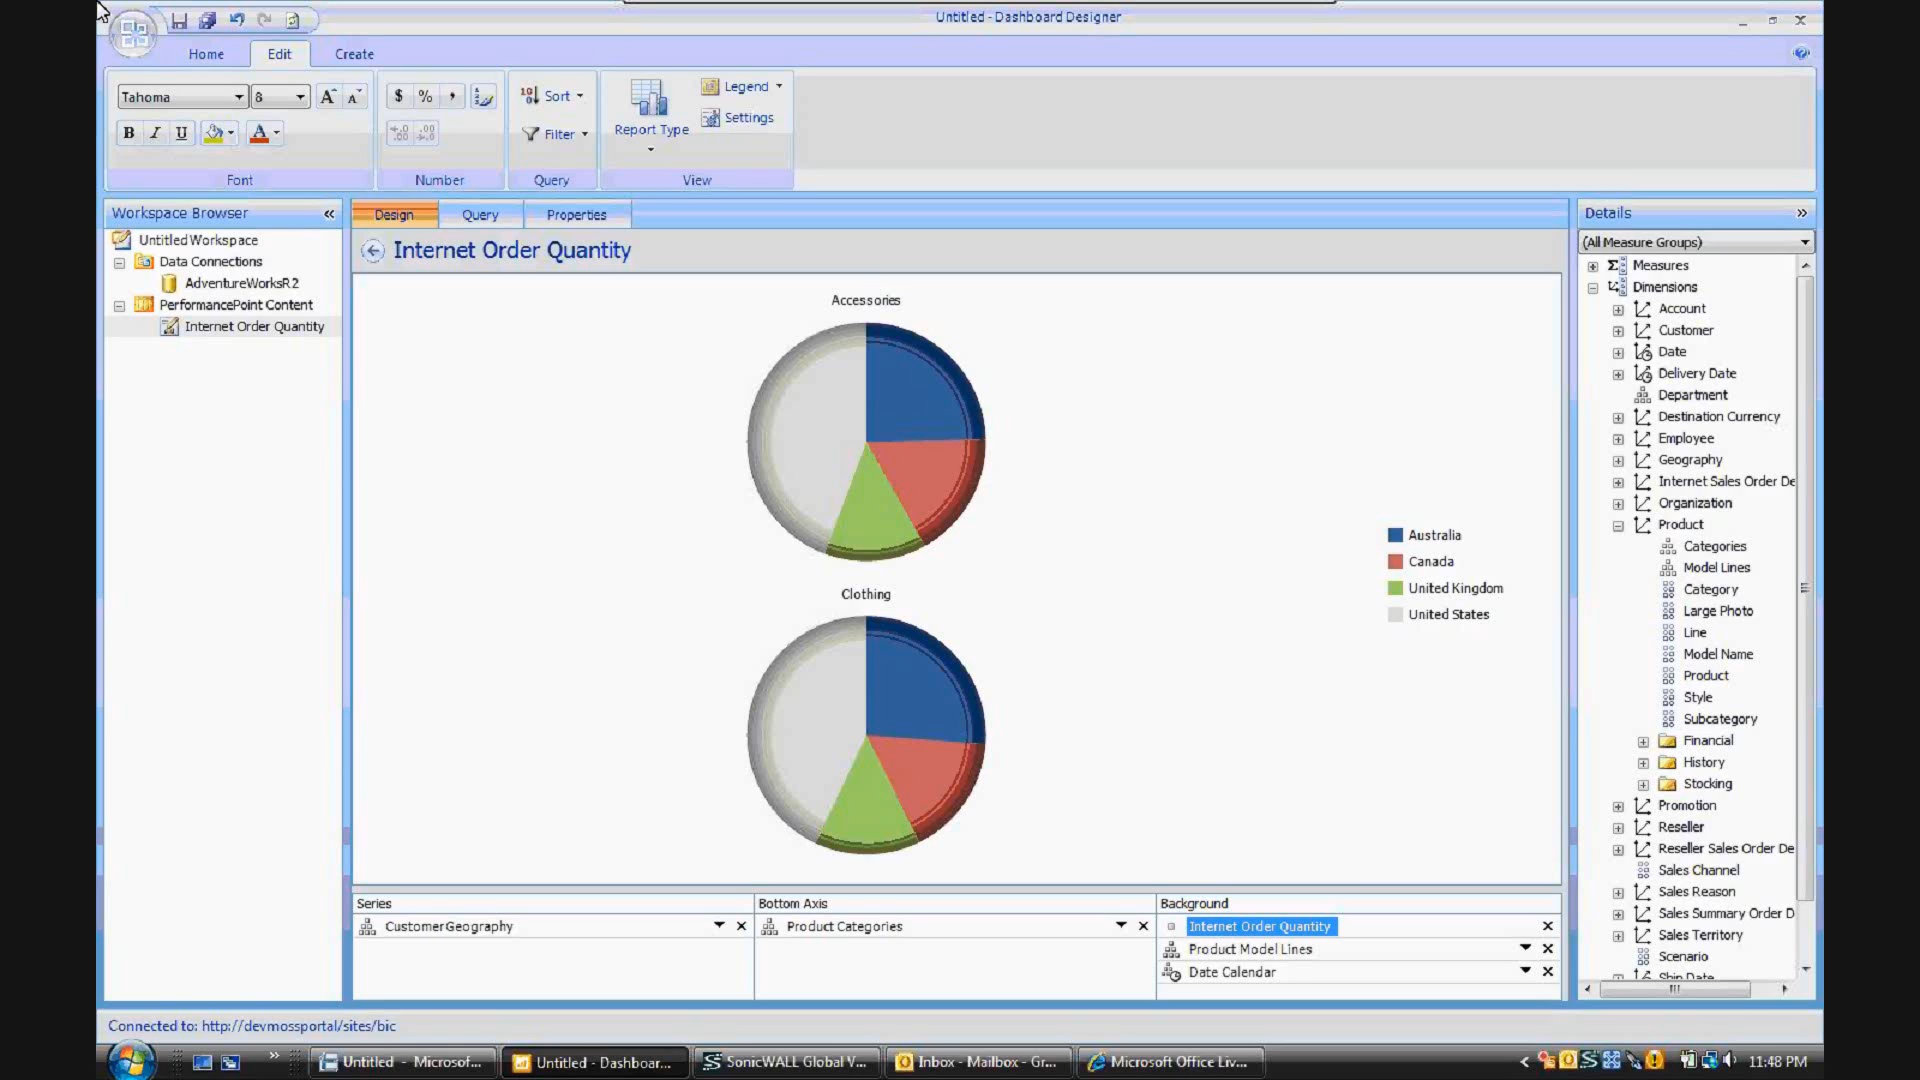 Untitled - Dashboard Designer
Home Edit Create
Tahoma 8 A A $ % , Sort Legend
Report Type Settings
B I U A Filter
Font Number Query View
Workspace Browser « Design Query Properties Details »
Untitled Workspace
Data Connections
AdventureWorksR2
PerformancePoint Content
Internet Order Quantity
Internet Order Quantity
Accessories
Clothing
Australia
Canada
United Kingdom
United States
(All Measure Groups)
Measures
Dimensions
Account
Customer
Date
Delivery Date
Department
Destination Currency
Employee
Geography
Internet Sales Order De
Organization
Product
Categories
Model Lines
Category
Large Photo
Line
Model Name
Product
Style
Subcategory
Financial
History
Stocking
Promotion
Reseller
Reseller Sales Order De
Sales Channel
Sales Reason
Sales Summary Order D
Sales Territory
Scenario
Ship Date
Series Bottom Axis Background
Customer Geography Product Categories Internet Order Quantity
Product Model Lines
Date Calendar
Connected to: http://devmossportal/sites/bic
Untitled - Microsof... Untitled - Dashboar... SonicWALL Global V... Inbox - Mailbox - Gr... Microsoft Office Liv... 11:48 PM